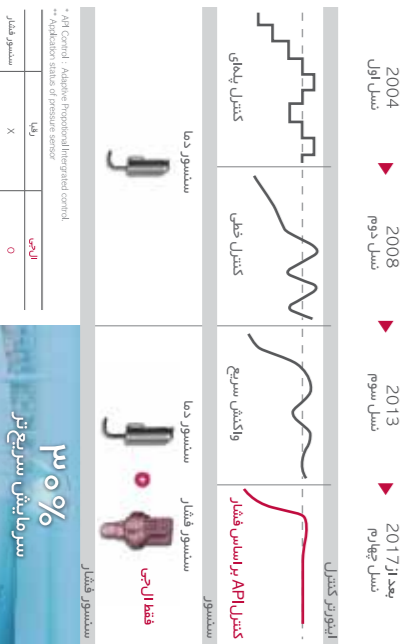 2004
نسل اول
2008
نسل دوم
2013
نسل سوم
بعد از 2017
نسل چهارم
اینورتر کنترل
کنترل پله‌ای
کنترل خطی
واکنش سریع
کنترل API بر اساس فشار
سنسور
سنسور دما
سنسور دما
سنسور فشار
فقط ال‌جی
سنسور فشار
* API Control : Adaptive Propotional Intergrated control.
** Application status of pressure sensor
رقبا
ال‌جی
سنسور فشار
X
O
۳۰%
سرمایش سریع‌تر